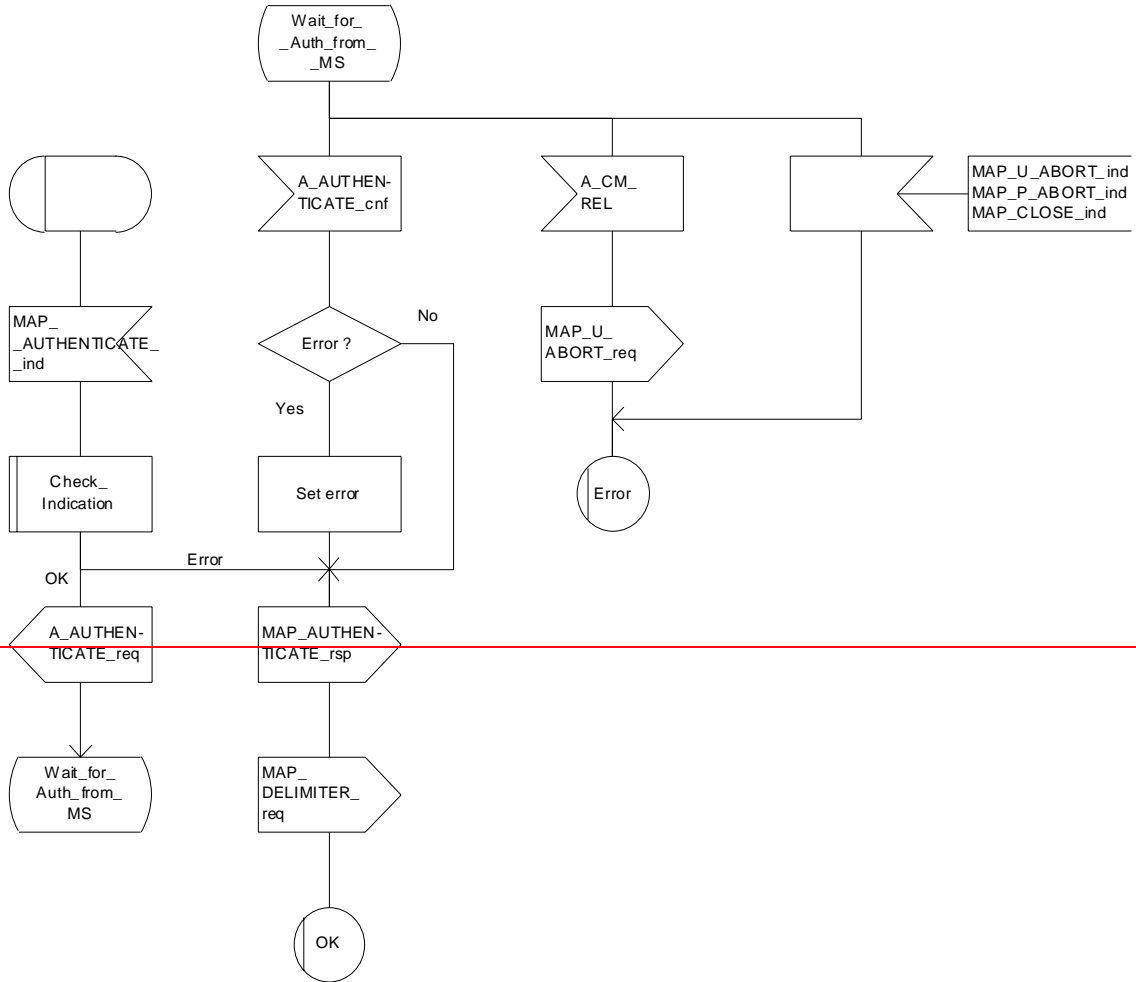 Wait_for_
_Auth_from_
_MS
A_AUTHEN-
TICATE_cnf
A_CM_
REL
MAP_U_ABORT_ind
MAP_P_ABORT_ind
MAP_CLOSE_ind
MAP_
_AUTHENTICATE_
_ind
Error ?
No
Yes
MAP_U_
ABORT_req
Check_
Indication
Set error
Error
Error
OK
A_AUTHEN-
TICATE_req
MAP_AUTHEN-
TICATE_rsp
Wait_for_
Auth_from_
MS
MAP_
DELIMITER_
req
OK